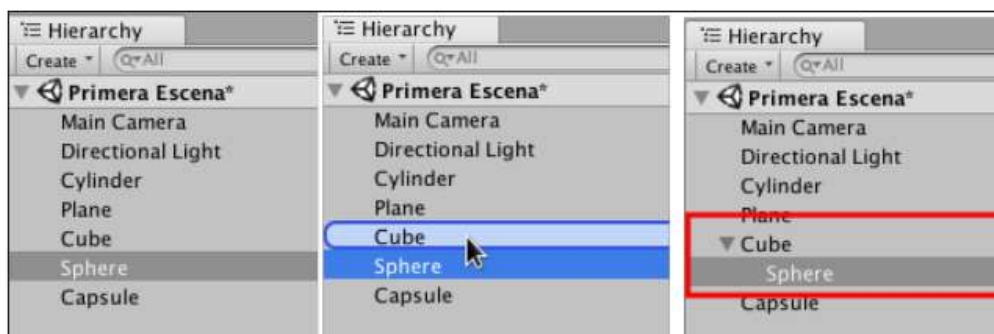 Hierarchy
Create
All
Primera Escena*
Main Camera
Directional Light
Cylinder
Plane
Cube
Sphere
Capsule
Hierarchy
Create
All
Primera Escena*
Main Camera
Directional Light
Cylinder
Plane
Cube
Sphere
Capsule
Hierarchy
Create
All
Primera Escena*
Main Camera
Directional Light
Cylinder
Plane
Cube
Sphere
Capsule